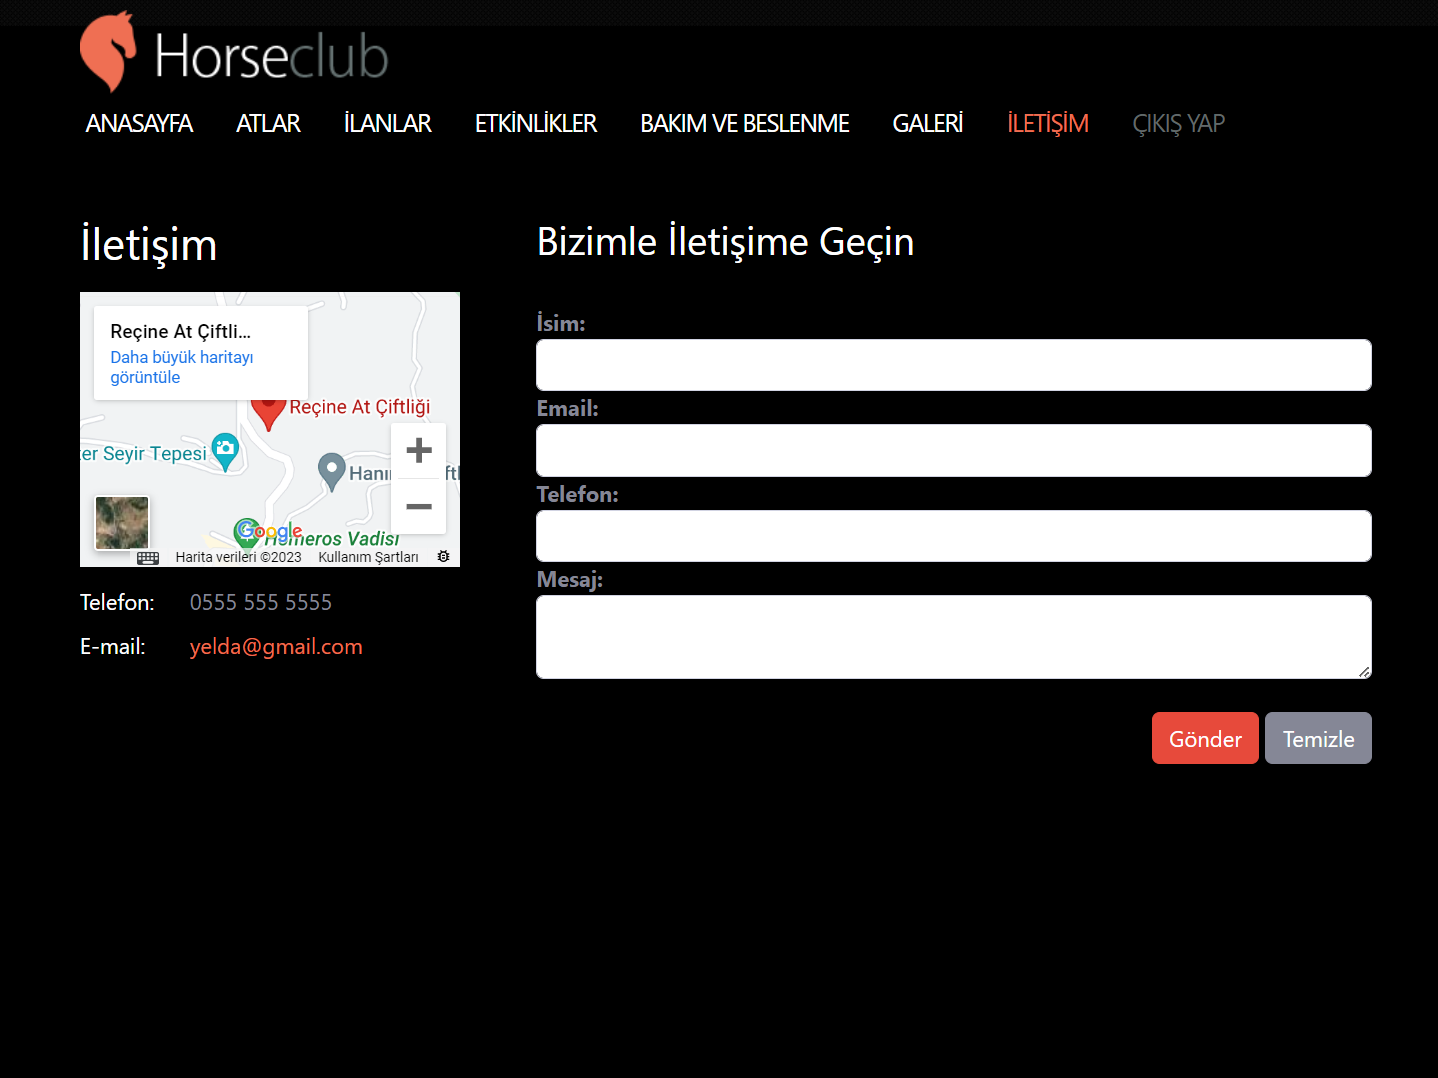 Horseclub
ANASAYFA ATLAR İLANLAR ETKİNLİKLER BAKIM VE BESLENME GALERİ İLETİŞİM ÇIKIŞ YAP
İletişim
Reçine At Çiftli...
Daha büyük haritayı
görüntüle
Reçine At Çiftliği
Seyir Tepesi
Google
Homeros Vadisi
Harita verileri ©2023 Kullanım Şartları
Telefon: 0555 555 5555
E-mail: yelda@gmail.com
Bizimle İletişime Geçin
İsim:
Email:
Telefon:
Mesaj:
Gönder Temizle